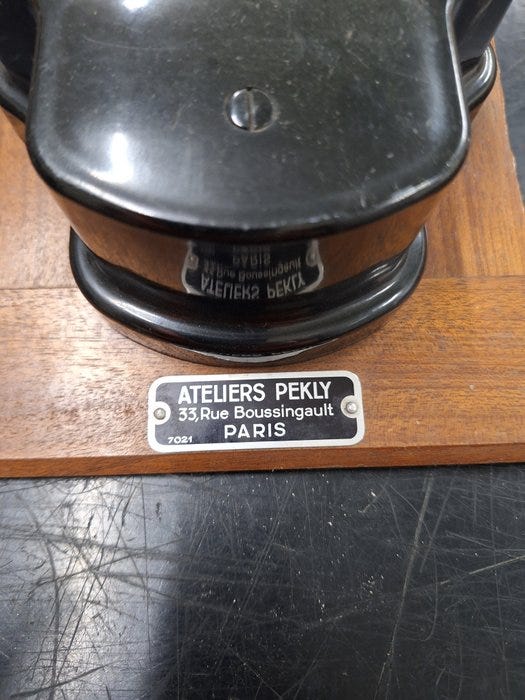 ATELIERS PEKLY
33, Rue Boussingault
PARIS
7021